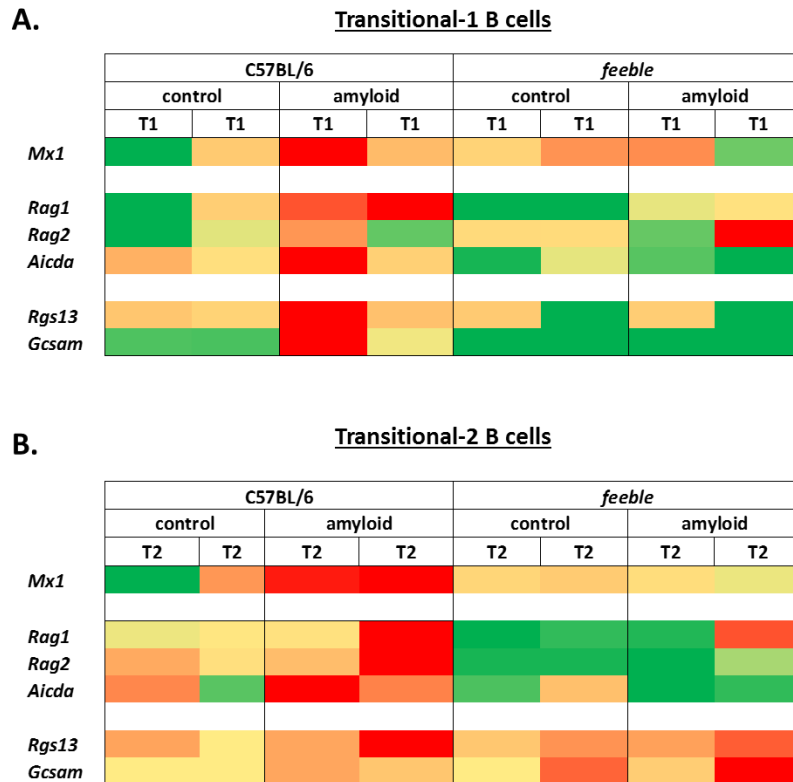 A.
Transitional-1 B cells
C57BL/6 feeble
control amyloid control amyloid
T1 T1 T1 T1 T1 T1 T1 T1
Mx1
Rag1
Rag2
Aicda
Rgs13
Gcsam
B.
Transitional-2 B cells
C57BL/6 feeble
control amyloid control amyloid
T2 T2 T2 T2 T2 T2 T2 T2
Mx1
Rag1
Rag2
Aicda
Rgs13
Gcsam